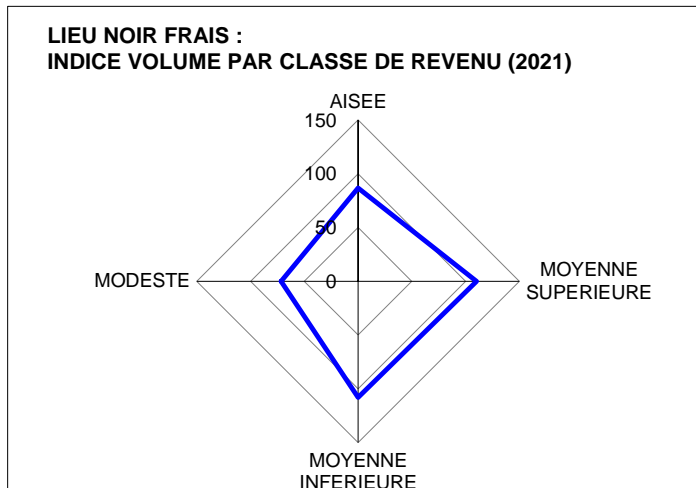 LIEU NOIR FRAIS :
INDICE VOLUME PAR CLASSE DE REVENU (2021)
AISEE
150
100
50
0
MODESTE
MOYENNE
SUPERIEURE
MOYENNE
INFERIEURE